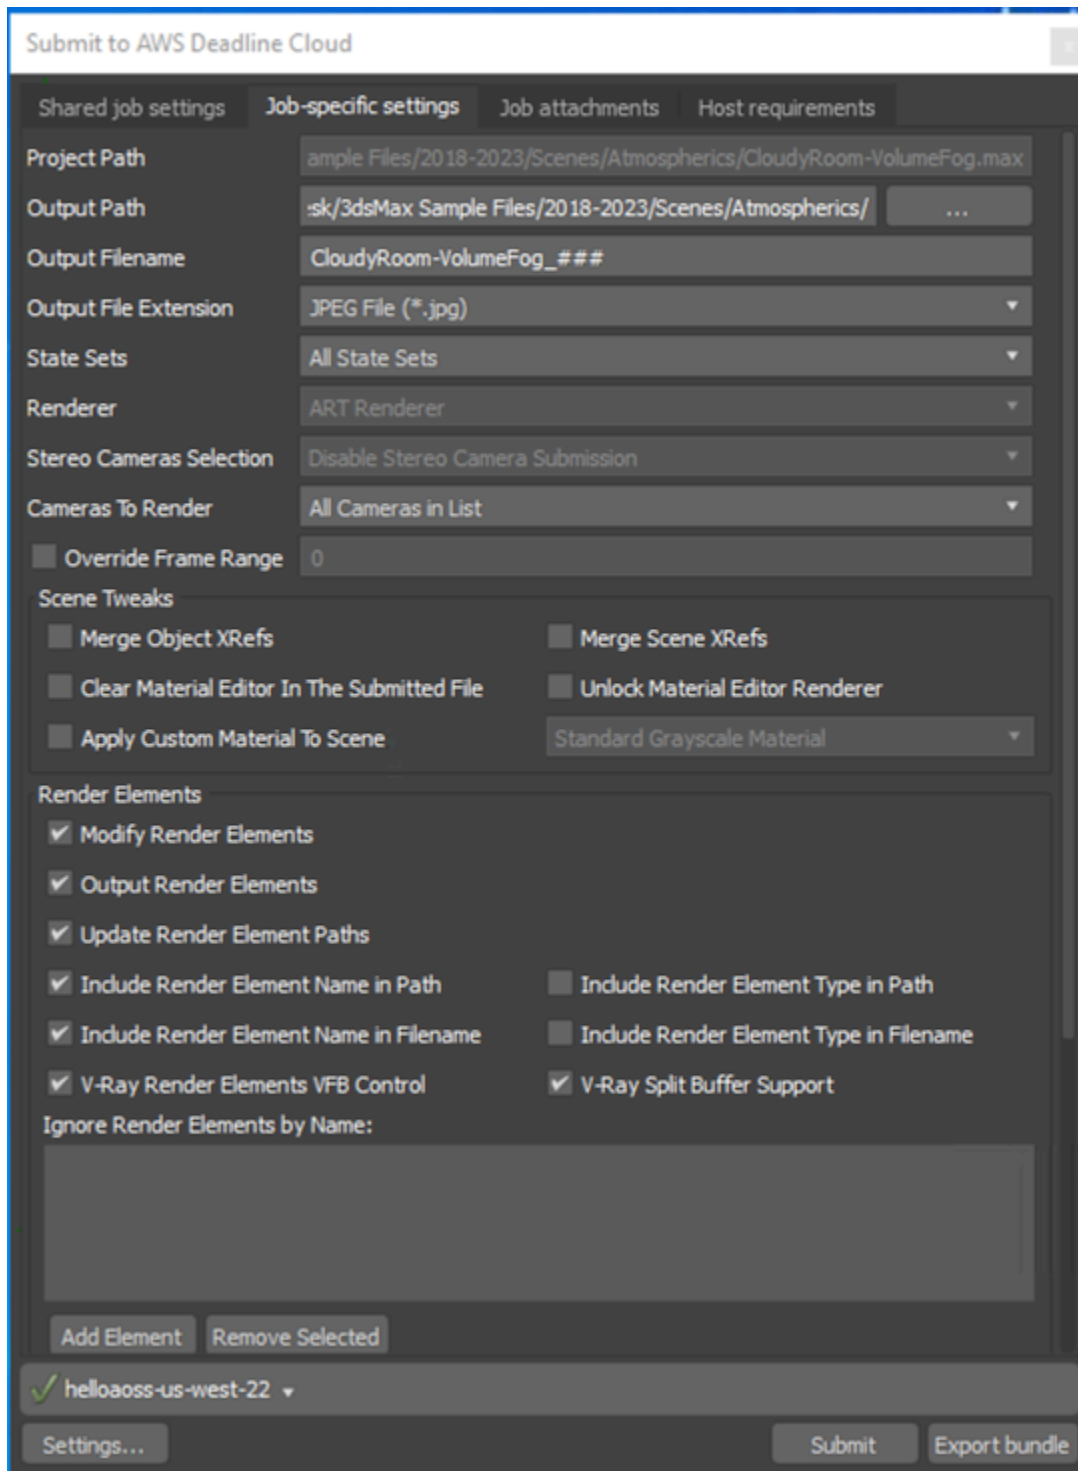 Submit to AWS Deadline Cloud
x
Shared job settings Job-specific settings Job attachments Host requirements
Project Path ample Files/2018-2023/Scenes/Atmospherics/CloudyRoom-VolumeFog.max
Output Path sk/3dsMax Sample Files/2018-2023/Scenes/Atmospherics/ ...
Output Filename CloudyRoom-VolumeFog_###
Output File Extension JPEG File (*.jpg)
State Sets All State Sets
Renderer ART Renderer
Stereo Cameras Selection Disable Stereo Camera Submission
Cameras To Render All Cameras in List
Override Frame Range 0
Scene Tweaks
Merge Object XRefs Merge Scene XRefs
Clear Material Editor In The Submitted File Unlock Material Editor Renderer
Apply Custom Material To Scene Standard Grayscale Material
Render Elements
Modify Render Elements
Output Render Elements
Update Render Element Paths
Include Render Element Name in Path Include Render Element Type in Path
Include Render Element Name in Filename Include Render Element Type in Filename
V-Ray Render Elements VFB Control V-Ray Split Buffer Support
Ignore Render Elements by Name:
Add Element Remove Selected
helloaoss-us-west-22
Settings... Submit Export bundle